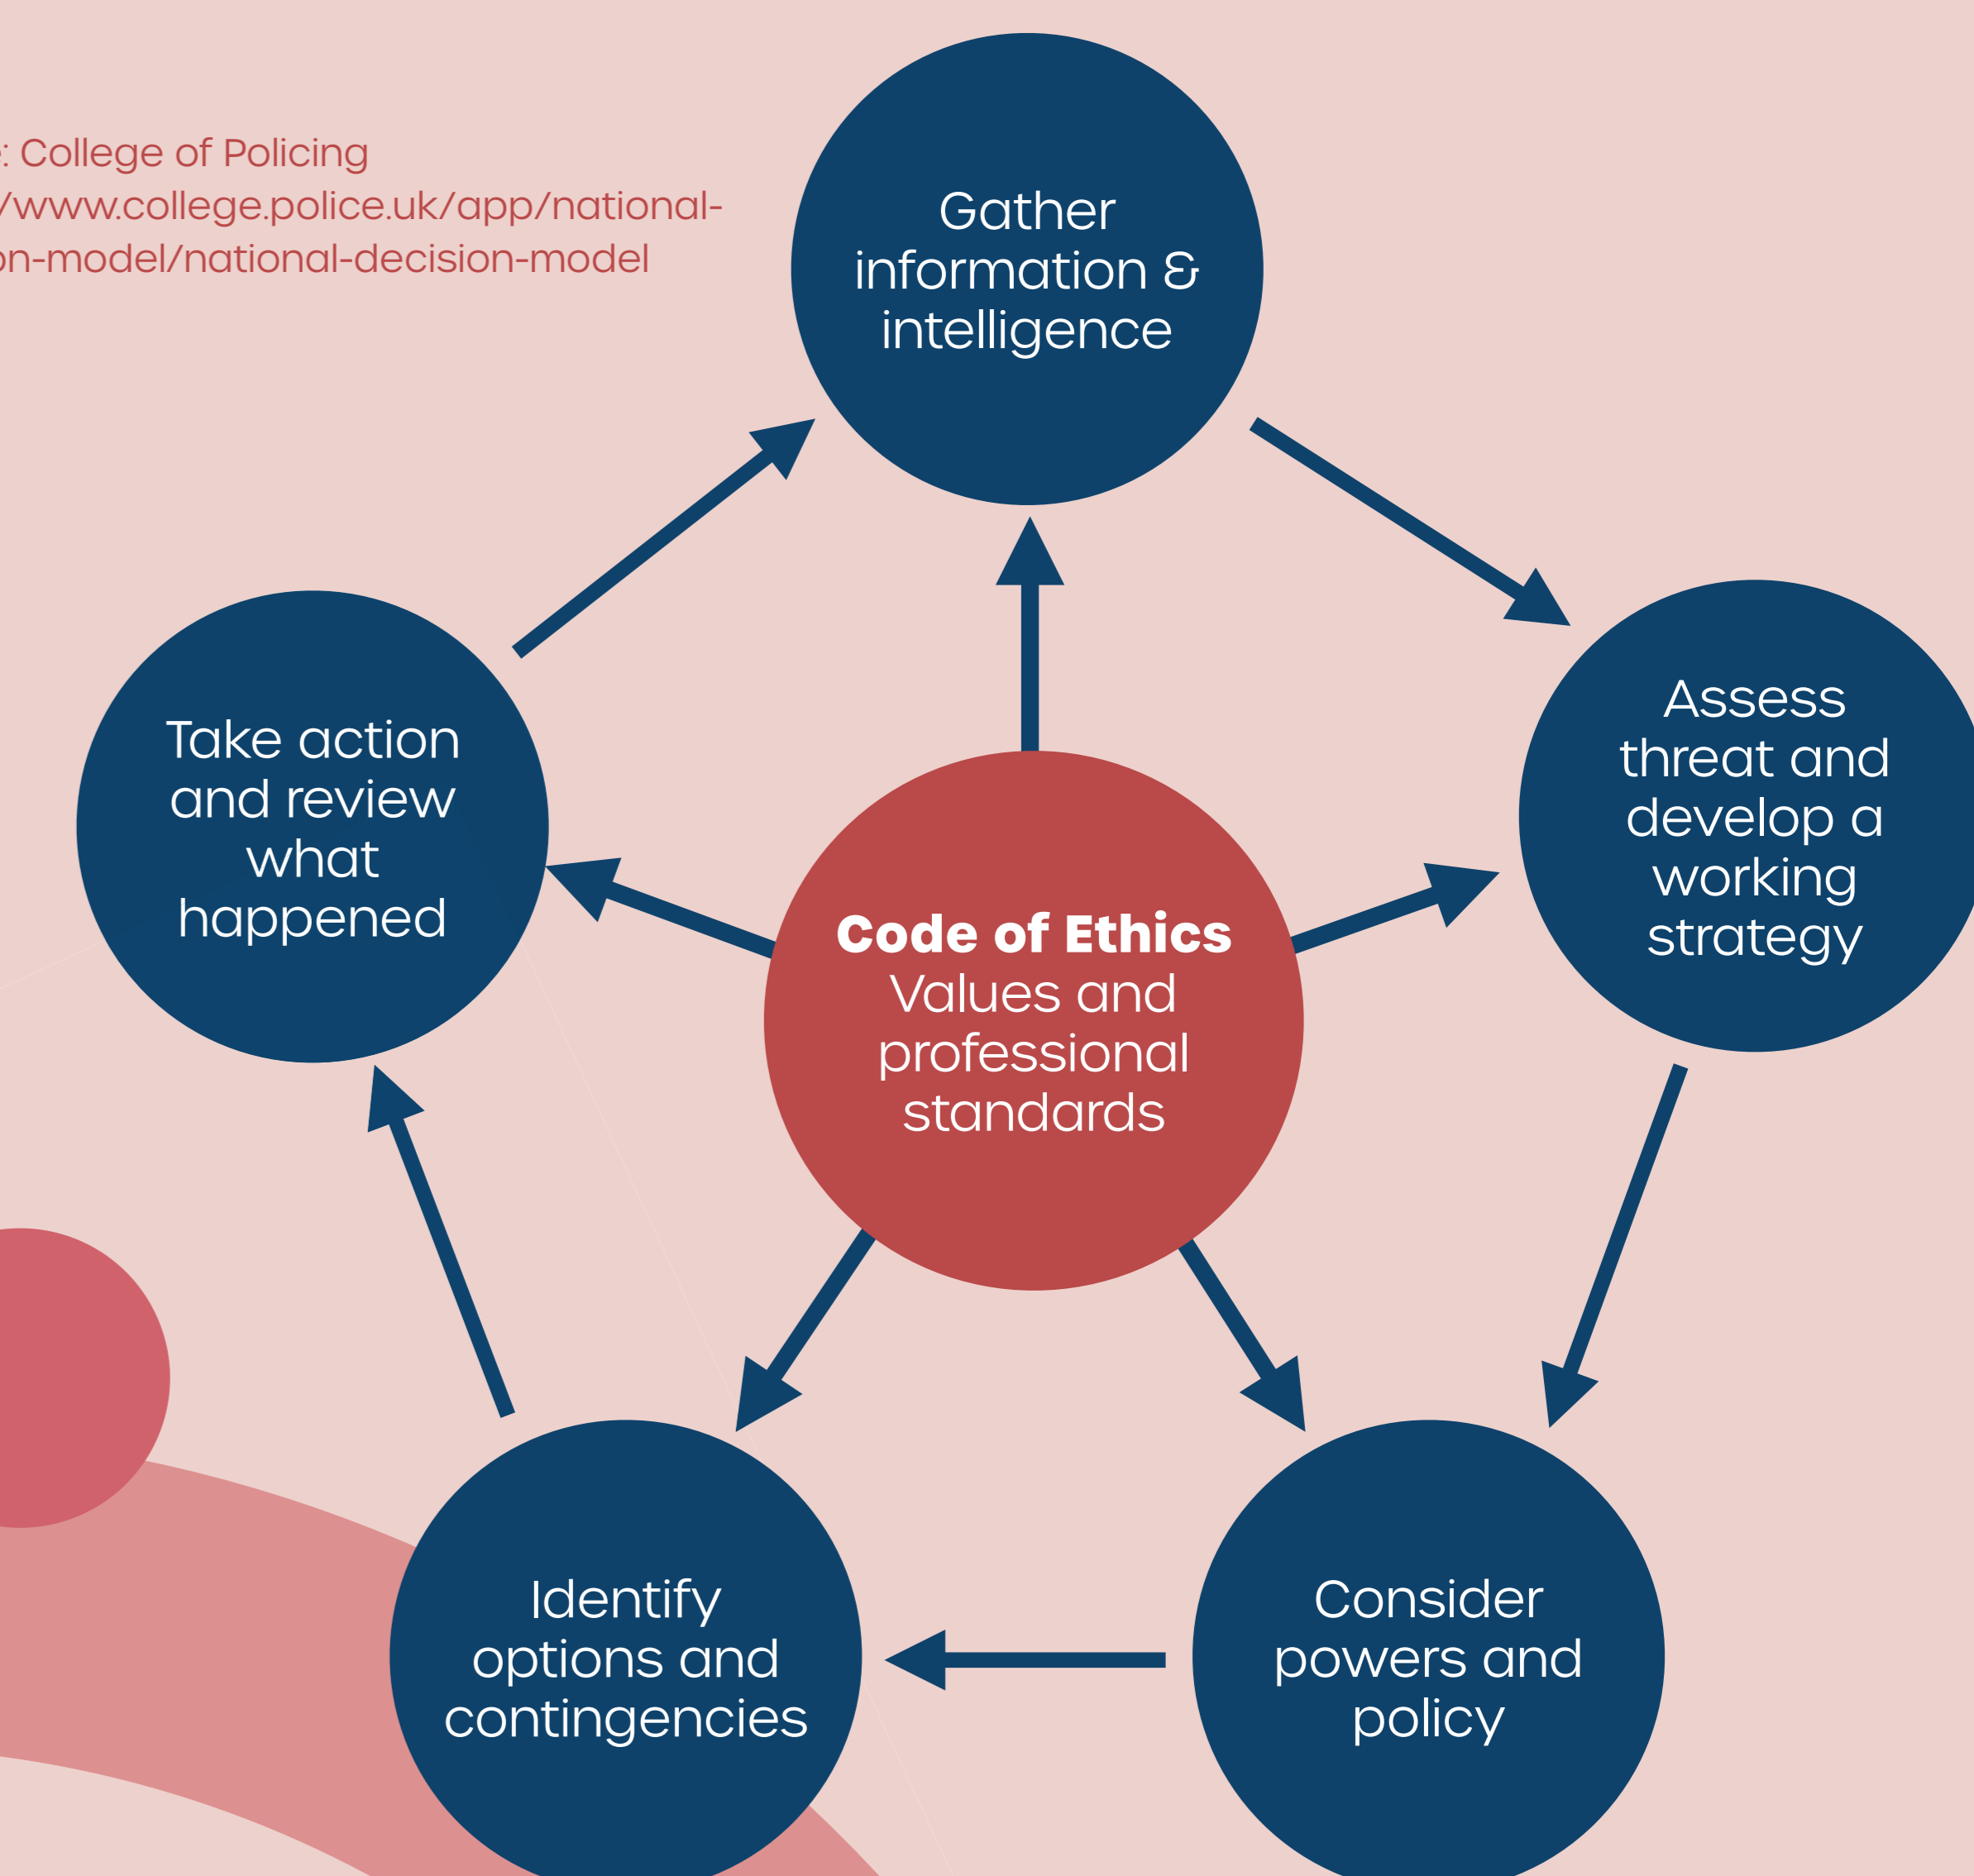 : College of Policing
/www.college.police.uk/app/national-
on-model/national-decision-model
Gather
information &
intelligence
Assess
threat and
develop a
working
strategy
Consider
powers and
policy
Identify
options and
contingencies
Take action
and review
what
happened
Code of Ethics
Values and
professional
standards